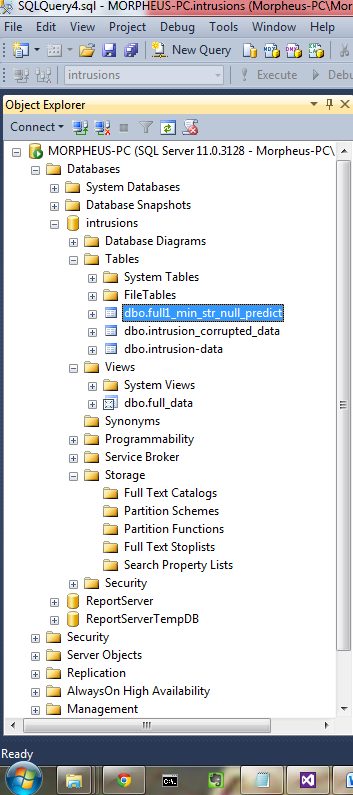 SQLQuery4.sql - MORPHEUS-PC.intrusions (Morpheus-PC\Mor
File Edit View Project Debug Tools Window Help
New Query
intrusions Execute Debu
Object Explorer
Connect
MORPHEUS-PC (SQL Server 11.0.3128 - Morpheus-PC\
Databases
System Databases
Database Snapshots
intrusions
Database Diagrams
Tables
System Tables
FileTables
dbo.full1_min_str_null_predict
dbo.intrusion_corrupted_data
dbo.intrusion-data
Views
System Views
dbo.full_data
Synonyms
Programmability
Service Broker
Storage
Full Text Catalogs
Partition Schemes
Partition Functions
Full Text Stoplists
Search Property Lists
Security
ReportServer
ReportServerTempDB
Security
Server Objects
Replication
AlwaysOn High Availability
Management
Ready